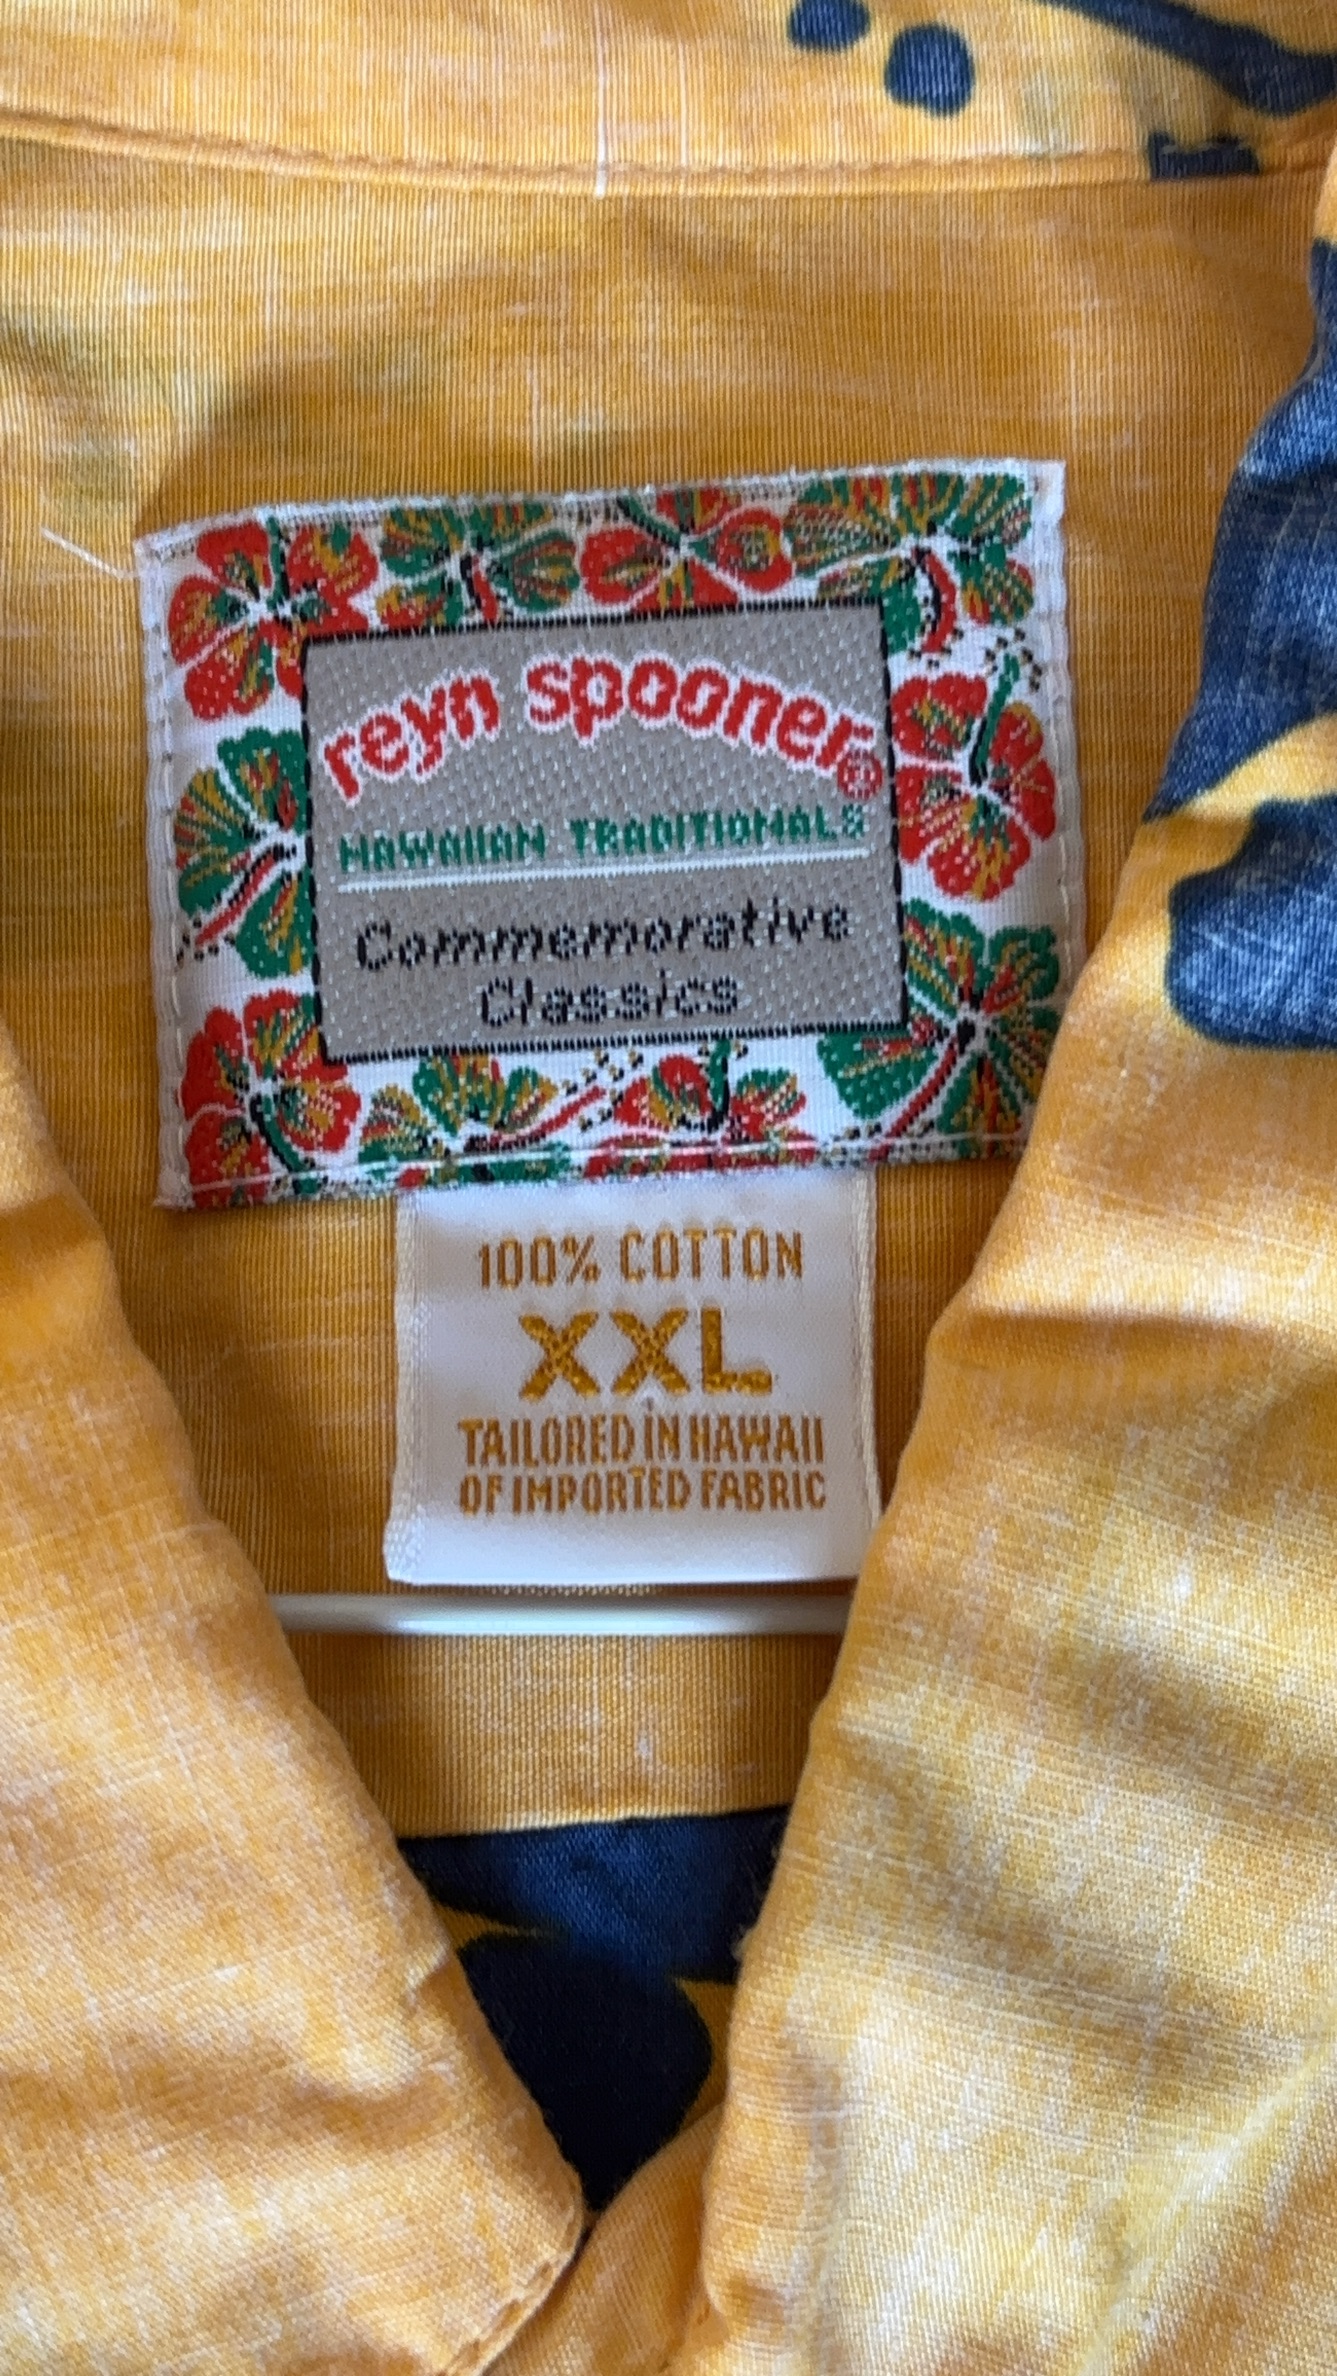 reyn spooner®
HAWAIIAN TRADITIONALS
Commemorative
Classics
100% COTTON
XXL
TAILORED IN HAWAII
OF IMPORTED FABRIC